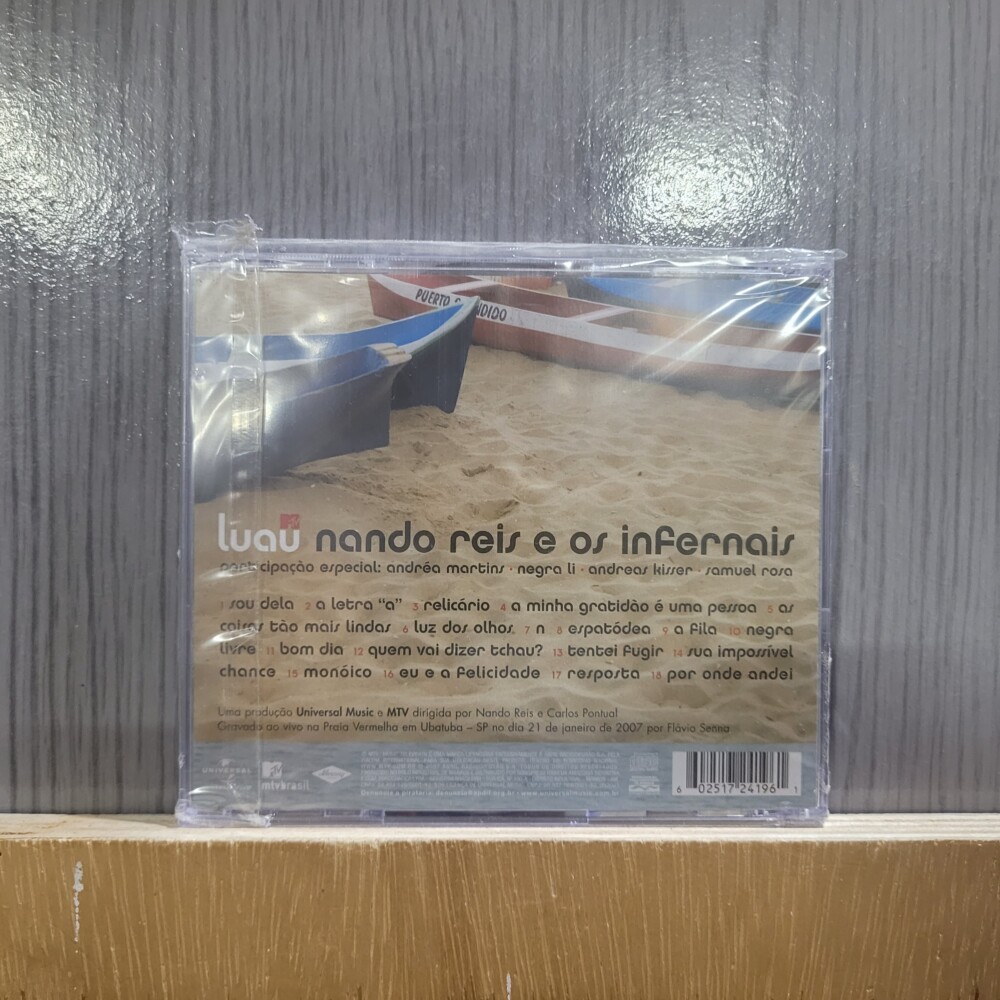 PUERTO
luaú nando reis e os infernais
participação especial: andréa martins · negra li · andreas kisser · samuel rosa
1 sou dela 2 a letra "a" 3 relicário 4 a minha gratidão é uma pessoa 5 as
coisas tão mais lindas 6 luz dos olhos 7 n 8 espatódea 9 a fila 10 negra
livre 11 bom dia 12 quem vai dizer tchau? 13 tentei fugir 14 sua impossível
chance 15 monóico 16 eu e a felicidade 17 resposta 18 por onde andei
Uma produção Universal Music e MTV dirigida por Nando Reis e Carlos Pontual
Gravado ao vivo na Praia Vermelha em Ubatuba – SP no dia 21 de janeiro de 2007 por Flávio Senna
UNIVERSAL
mtvbrasil
6 02517 24196 1